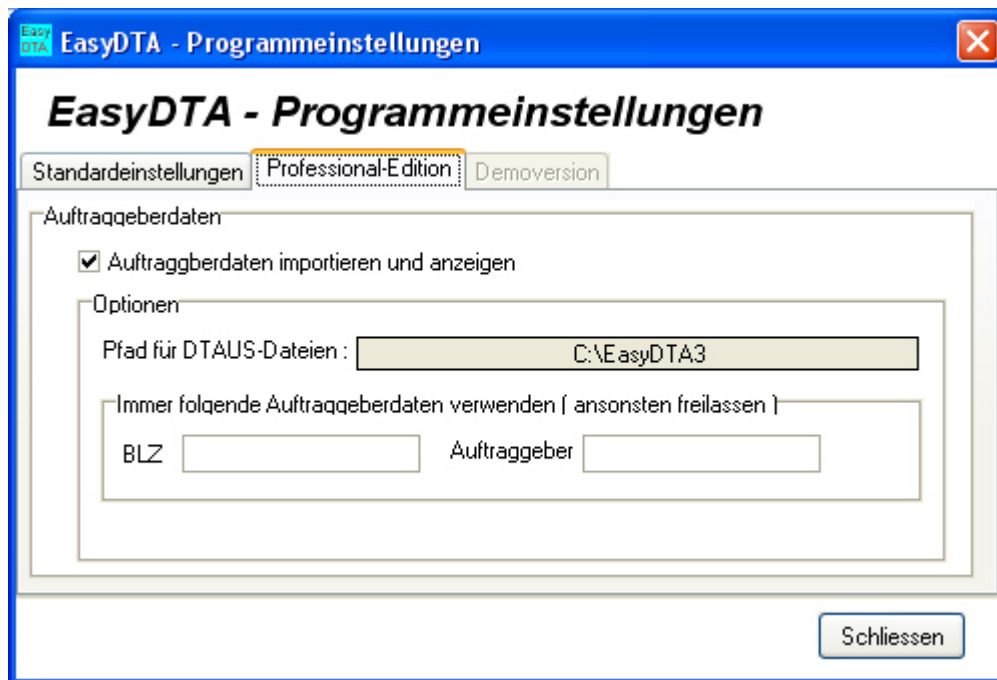 Easy DTA EasyDTA - Programmeinstellungen
EasyDTA - Programmeinstellungen
Standardeinstellungen Professional-Edition Demoversion
Auftraggeberdaten
Auftraggberdaten importieren und anzeigen
Optionen
Pfad für DTAUS-Dateien : C:\EasyDTA3
Immer folgende Auftraggeberdaten verwenden ( ansonsten freilassen )
BLZ Auftraggeber
Schliessen